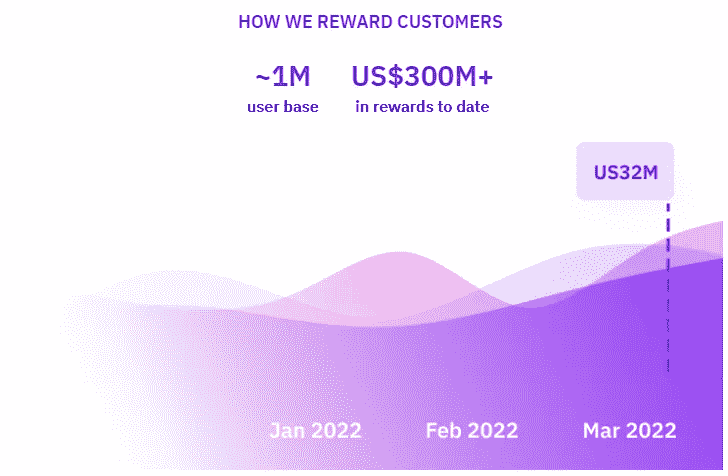 HOW WE REWARD CUSTOMERS
~1M US$300M+
user base in rewards to date
US32M
Jan 2022 Feb 2022 Mar 2022